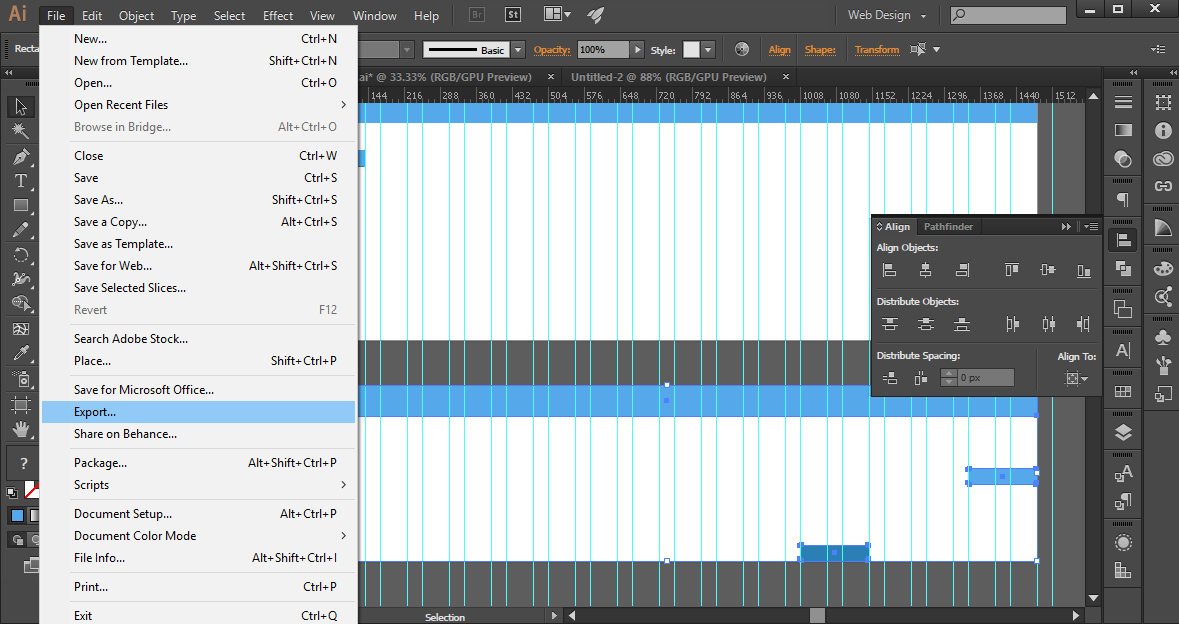 Ai File Edit Object Type Select Effect View Window Help Br St Web Design
Recta Basic Opacity: 100% Style: Align Shape: Transform
ai* @ 33.33% (RGB/GPU Preview) × Untitled-2 @ 88% (RGB/GPU Preview) ×
144 216 288 360 432 504 576 648 720 792 864 936 1008 1080 1152 1224 1296 1368 1440 1512
New... Ctrl+N
New from Template... Shift+Ctrl+N
Open... Ctrl+O
Open Recent Files
Browse in Bridge... Alt+Ctrl+O
Close Ctrl+W
Save Ctrl+S
Save As... Shift+Ctrl+S
Save a Copy... Alt+Ctrl+S
Save as Template...
Save for Web... Alt+Shift+Ctrl+S
Save Selected Slices...
Revert F12
Search Adobe Stock...
Place... Shift+Ctrl+P
Save for Microsoft Office...
Export...
Share on Behance...
Package... Alt+Shift+Ctrl+P
Scripts
Document Setup... Alt+Ctrl+P
Document Color Mode
File Info... Alt+Shift+Ctrl+I
Print... Ctrl+P
Exit Ctrl+Q
Align Pathfinder
Align Objects:
Distribute Objects:
Distribute Spacing: Align To:
0 px
Selection